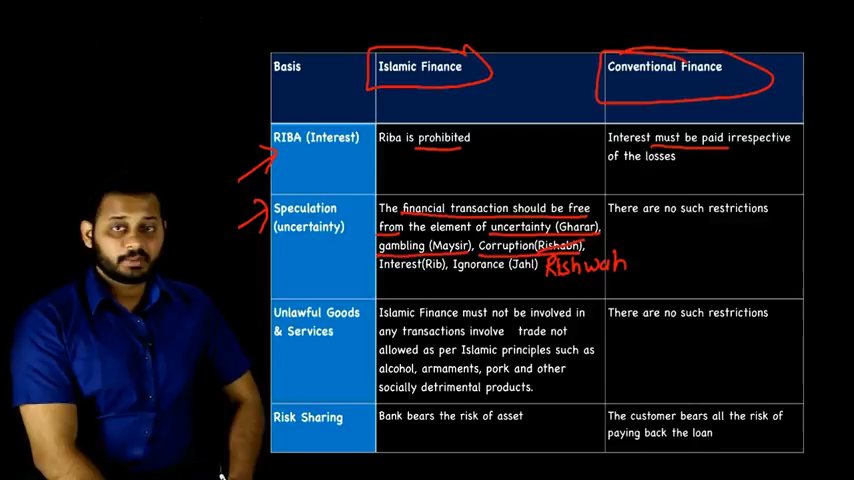 Basis
Islamic Finance
Conventional Finance
RIBA (Interest)
Riba is prohibited
Interest must be paid irrespective
of the losses
Speculation
(uncertainty)
The financial transaction should be free
from the element of uncertainty (Gharar),
gambling (Maysir), Corruption(Rishabh),
Interest(Rib), Ignorance (Jahl)
Rishwah
There are no such restrictions
Unlawful Goods
& Services
Islamic Finance must not be involved in
any transactions involve trade not
allowed as per Islamic principles such as
alcohol, armaments, pork and other
socially detrimental products.
There are no such restrictions
Risk Sharing
Bank bears the risk of asset
The customer bears all the risk of
paying back the loan